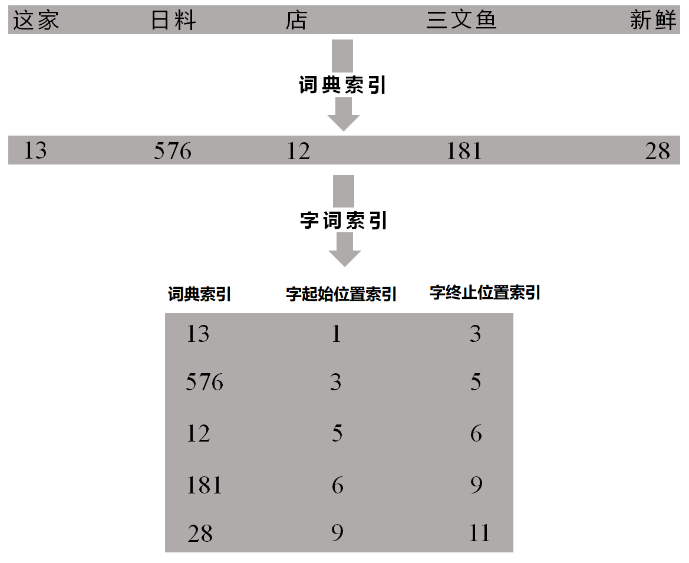 这家 日料 店 三文鱼 新鲜
词典索引
13 576 12 181 28
字词索引
词典索引 字起始位置索引 字终止位置索引
13 1 3
576 3 5
12 5 6
181 6 9
28 9 11